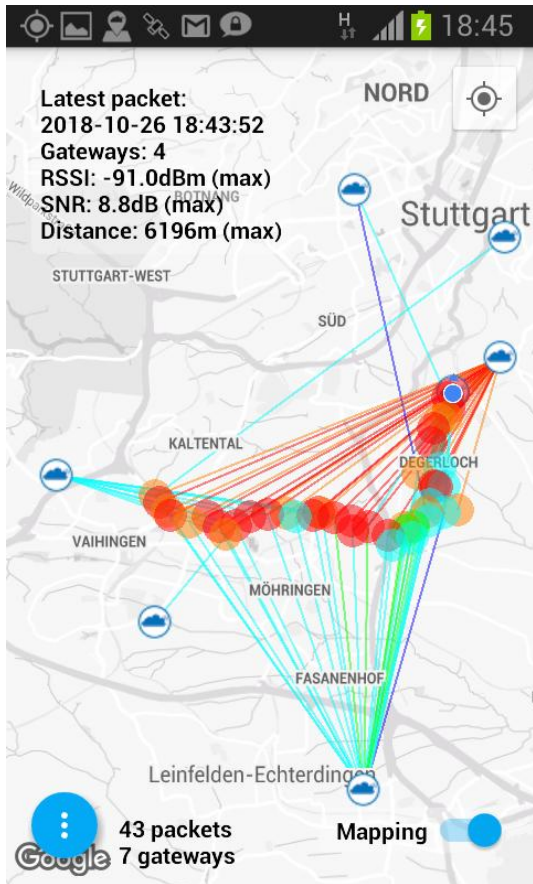 H 18:45
Latest packet:
2018-10-26 18:43:52
Gateways: 4
RSSI: -91.0dBm (max)
SNR: 8.8dB (max)
Distance: 6196m (max)
NORD
BOTNANG
Stuttgart
STUTTGART-WEST
SÜD
KALTENTAL
DEGERLOCH
VAIHINGEN
MÖHRINGEN
FASANENHOF
Leinfelden-Echterdingen
43 packets
7 gateways
Mapping
Google